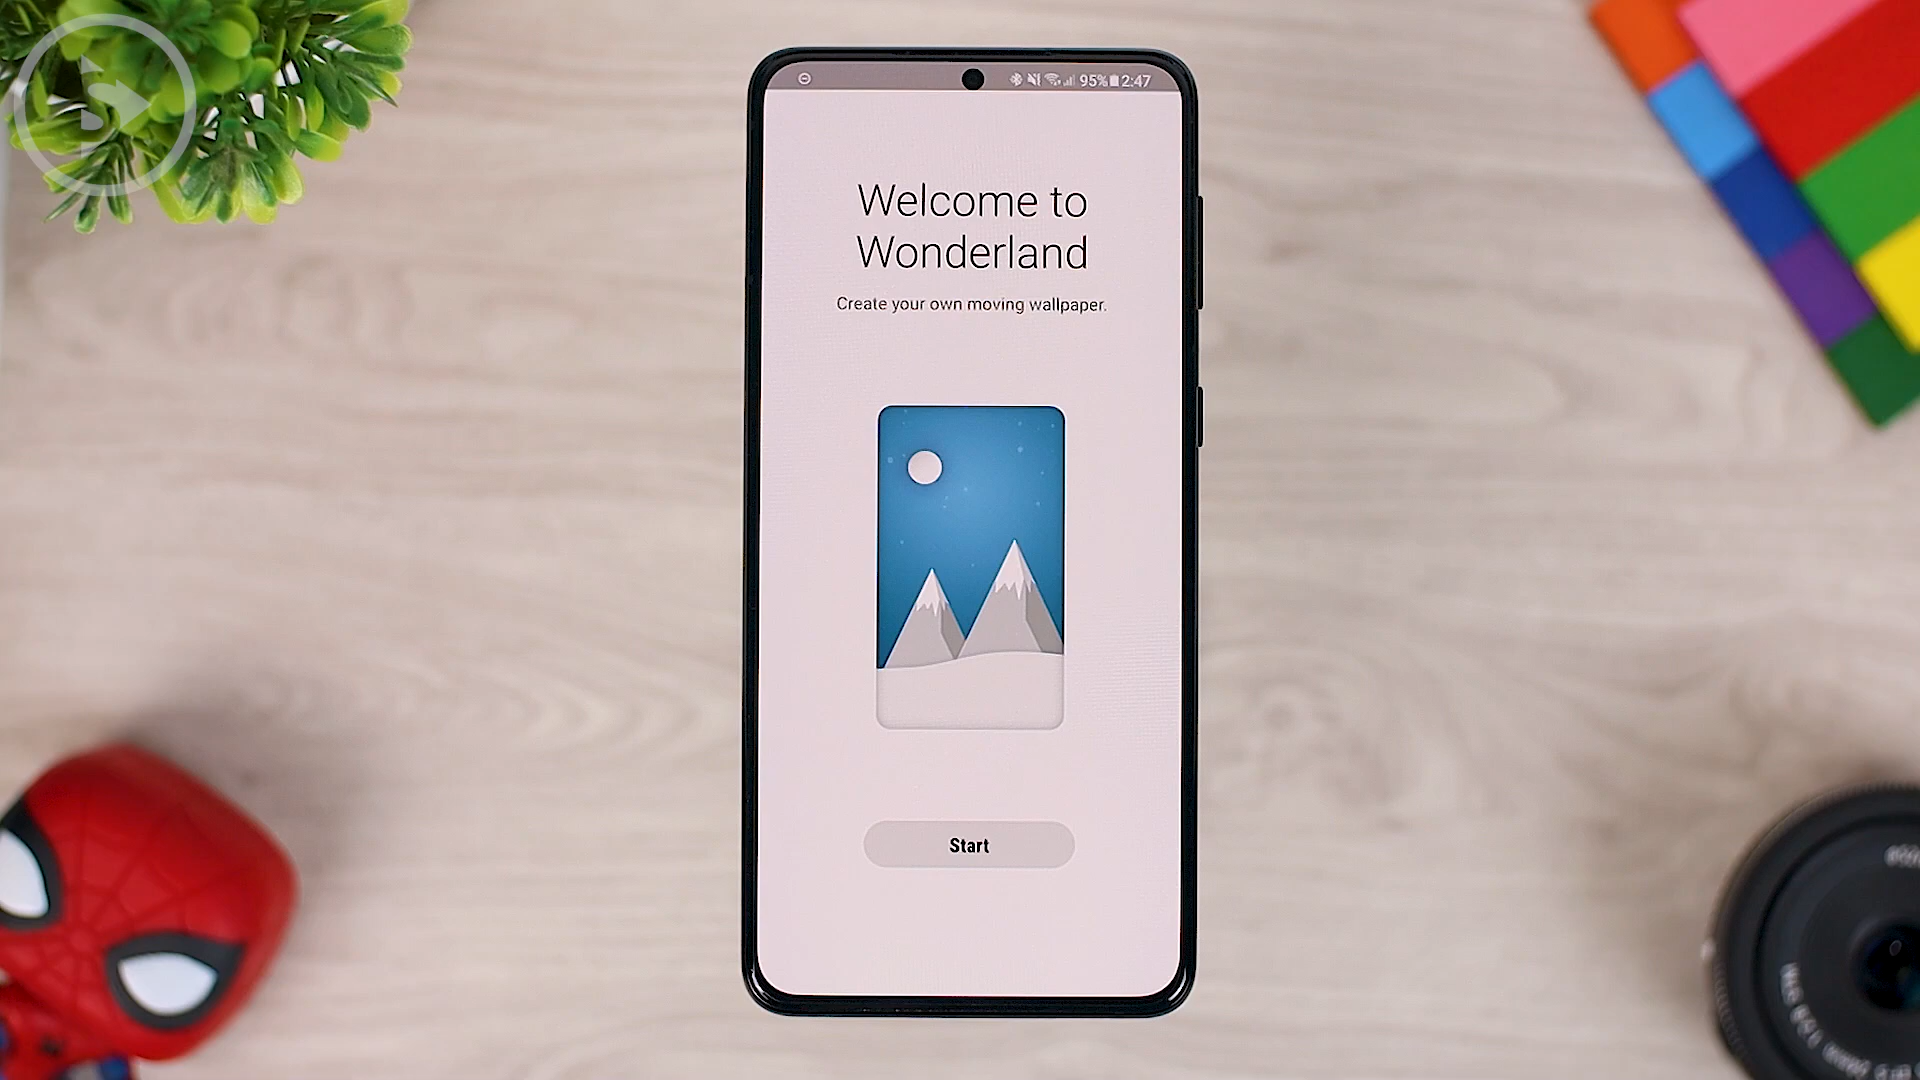 95% 2:47
Welcome to
Wonderland
Create your own moving wallpaper.
Start